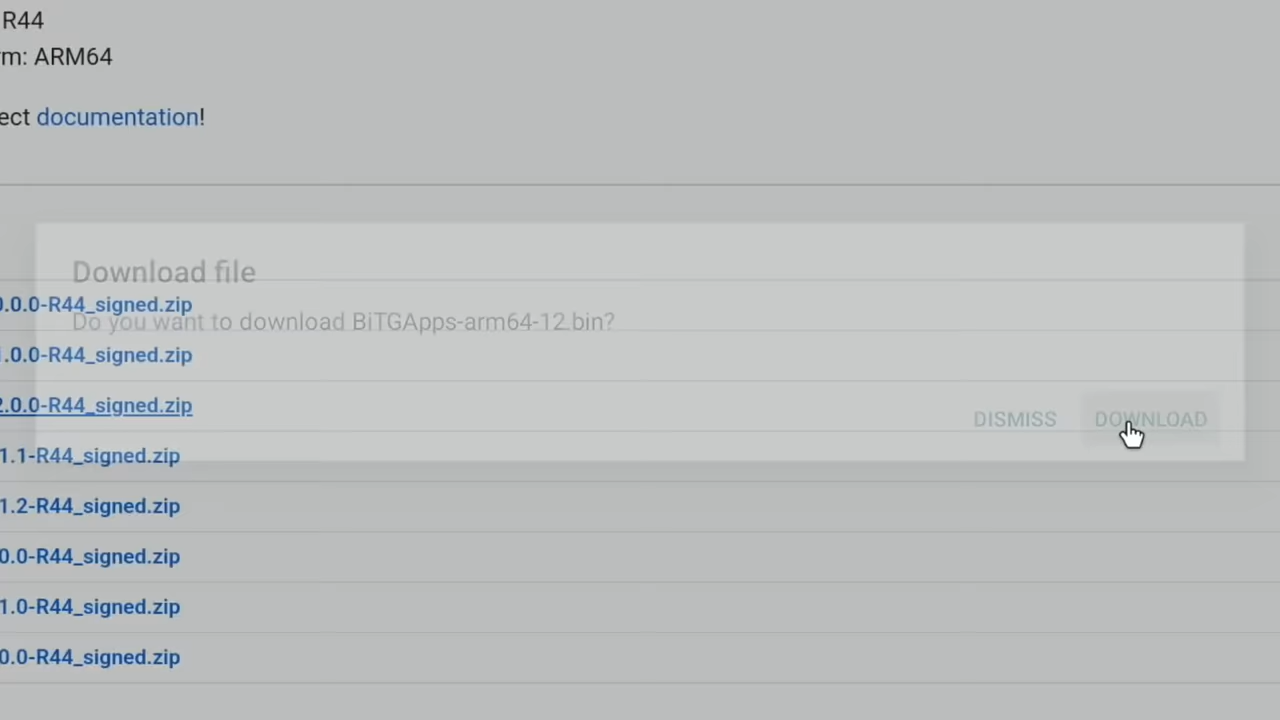 R44
rm: ARM64
ect documentation!
Download file
0.0.0-R44_signed.zip
Do you want to download BiTGApps-arm64-12.bin?
1.0.0-R44_signed.zip
2.0.0-R44_signed.zip
DISMISS DOWNLOAD
1.1-R44_signed.zip
1.2-R44_signed.zip
0.0-R44_signed.zip
1.0-R44_signed.zip
0.0-R44_signed.zip